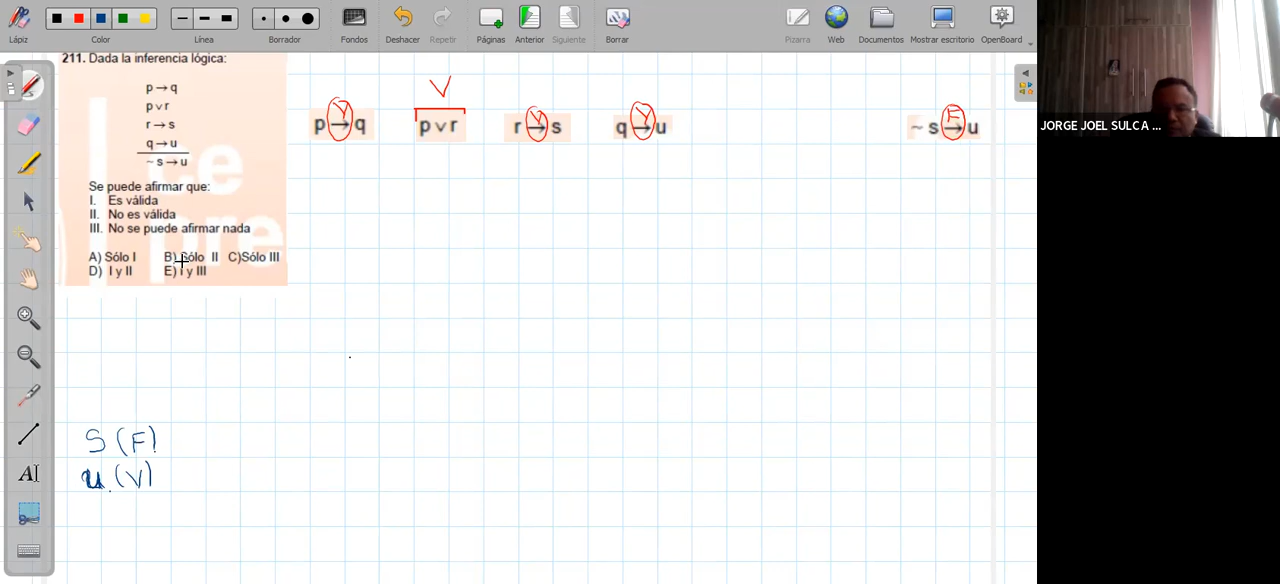 Lápiz Color Línea Borrador Fondos Deshacer Repetir Páginas Anterior Siguiente Borrar Pizarra Web Documentos Mostrar escritorio OpenBoard
JORGE JOEL SULCA ...
211. Dada la inferencia lógica:
p → q
p v r
r → s
q → u
~ s → u
Se puede afirmar que:
I. Es válida
II. No es válida
III. No se puede afirmar nada
A) Sólo I B) Sólo II C)Sólo III
D) I y II E) I y III
V
V V V F
p → q p v r r → s q → u ~ s → u
S (F)
u (V)
AI